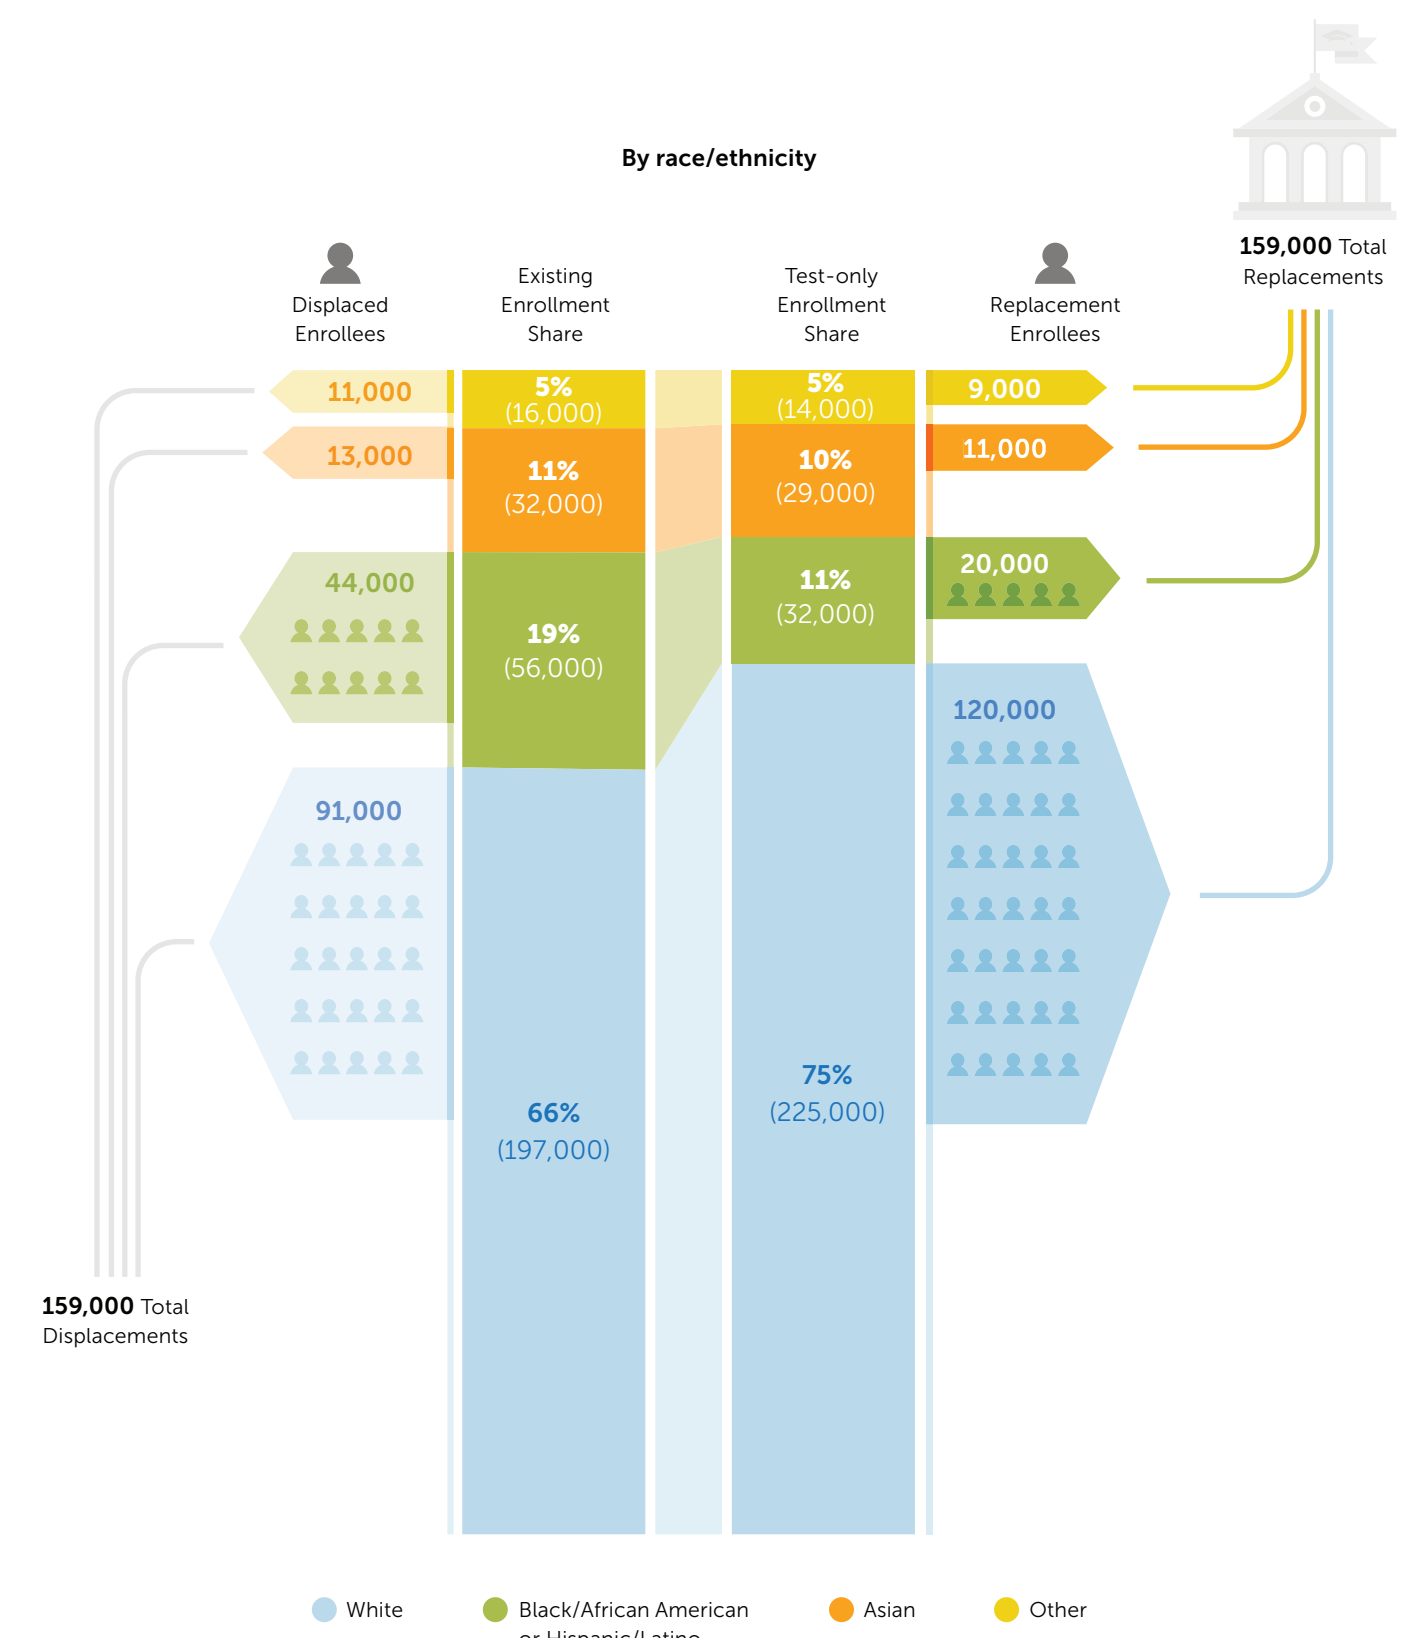 By race/ethnicity
159,000 Total
Replacements
Displaced
Enrollees
Existing
Enrollment
Share
Test-only
Enrollment
Share
Replacement
Enrollees
11,000
5%
(16,000)
5%
(14,000)
9,000
13,000
11%
(32,000)
10%
(29,000)
11,000
44,000
19%
(56,000)
11%
(32,000)
20,000
91,000
66%
(197,000)
75%
(225,000)
120,000
159,000 Total
Displacements
White
Black/African American
or Hispanic/Latino
Asian
Other